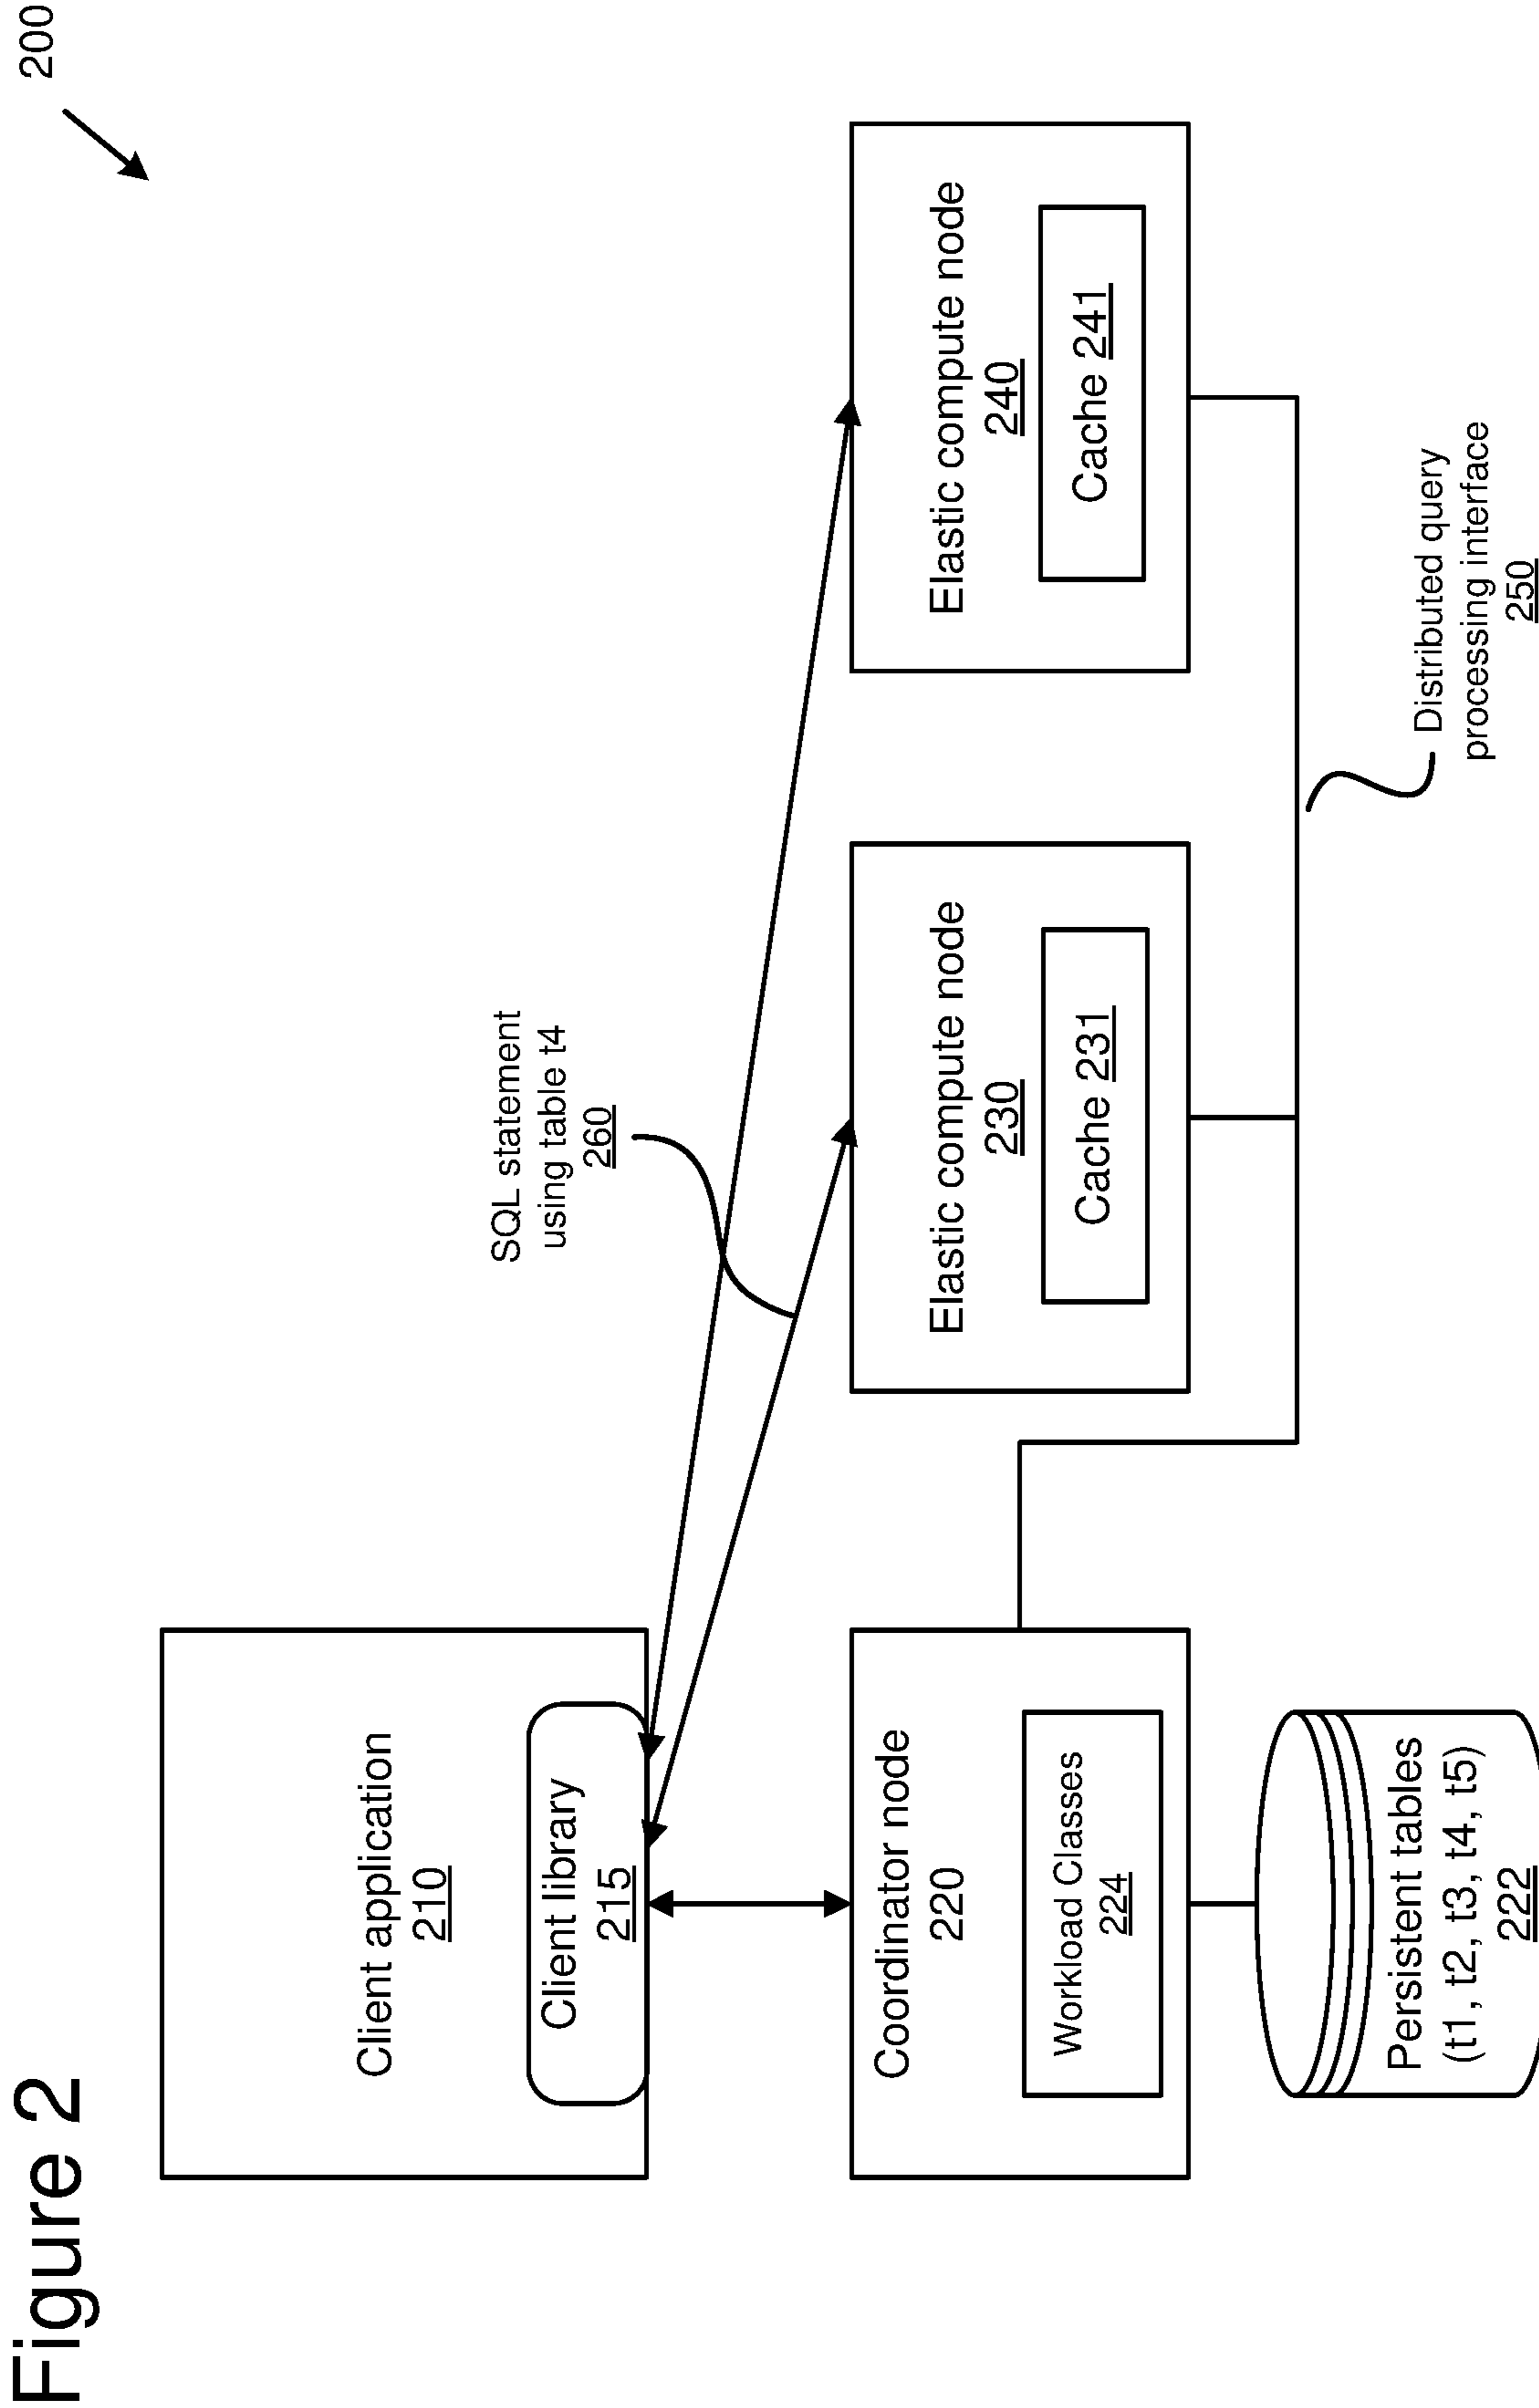 Figure 2
200
Client application
210
Client library
215
SQL statement
using table t4
260
Coordinator node
220
Workload Classes
224
Elastic compute node
230
Cache 231
Elastic compute node
240
Cache 241
Persistent tables
(t1, t2, t3, t4, t5)
222
Distributed query
processing interface
250